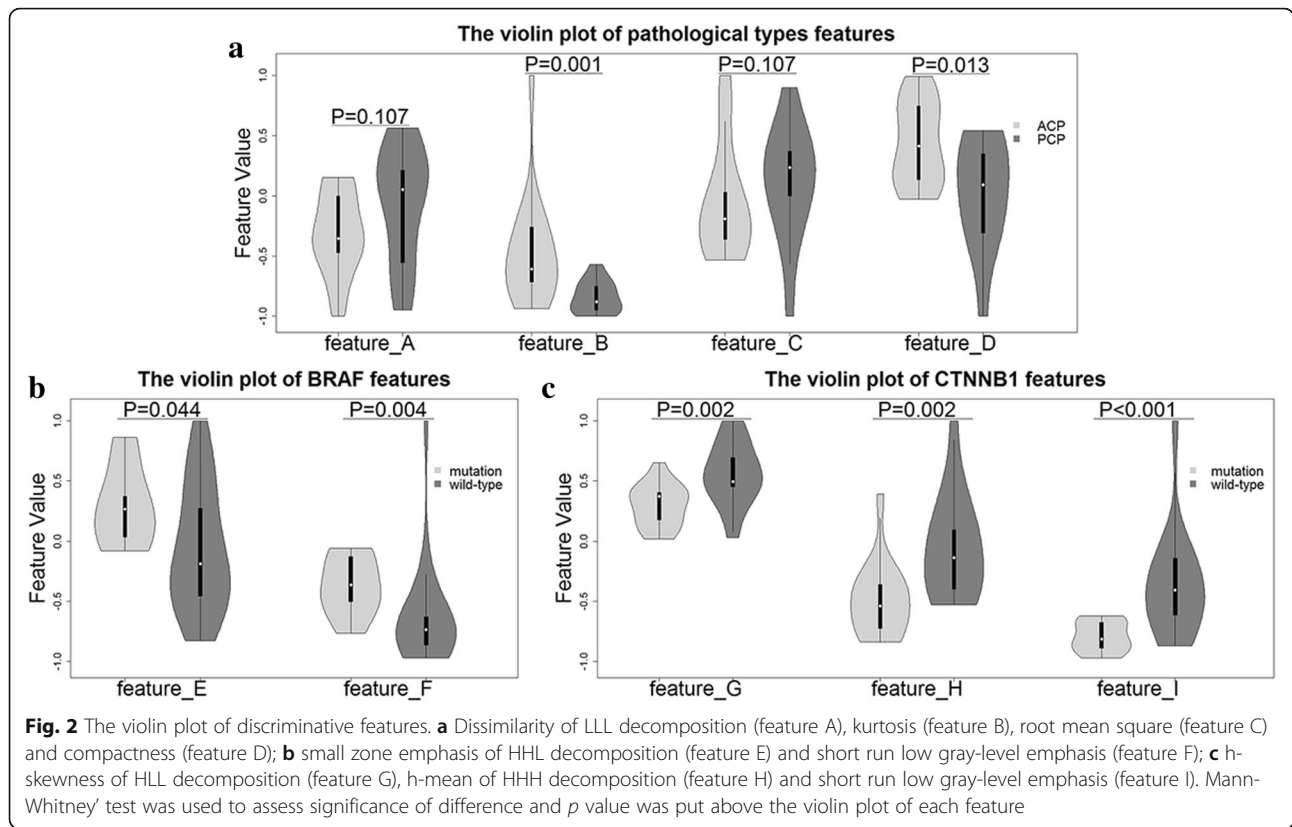 a
The violin plot of pathological types features
P=0.107
P=0.001
P=0.107
P=0.013
ACP
PCP
Feature Value
1.0
0.5
0.0
-0.5
-1.0
feature_A
feature_B
feature_C
feature_D
b
The violin plot of BRAF features
P=0.044
P=0.004
mutation
wild-type
Feature Value
1.0
0.5
0.0
-0.5
-1.0
feature_E
feature_F
c
The violin plot of CTNNB1 features
P=0.002
P=0.002
P<0.001
mutation
wild-type
Feature Value
1.0
0.5
0.0
-0.5
-1.0
feature_G
feature_H
feature_I
Fig. 2 The violin plot of discriminative features. a Dissimilarity of LLL decomposition (feature A), kurtosis (feature B), root mean square (feature C)
and compactness (feature D); b small zone emphasis of HHL decomposition (feature E) and short run low gray-level emphasis (feature F); c h-
skewness of HLL decomposition (feature G), h-mean of HHH decomposition (feature H) and short run low gray-level emphasis (feature I). Mann-
Whitney' test was used to assess significance of difference and p value was put above the violin plot of each feature